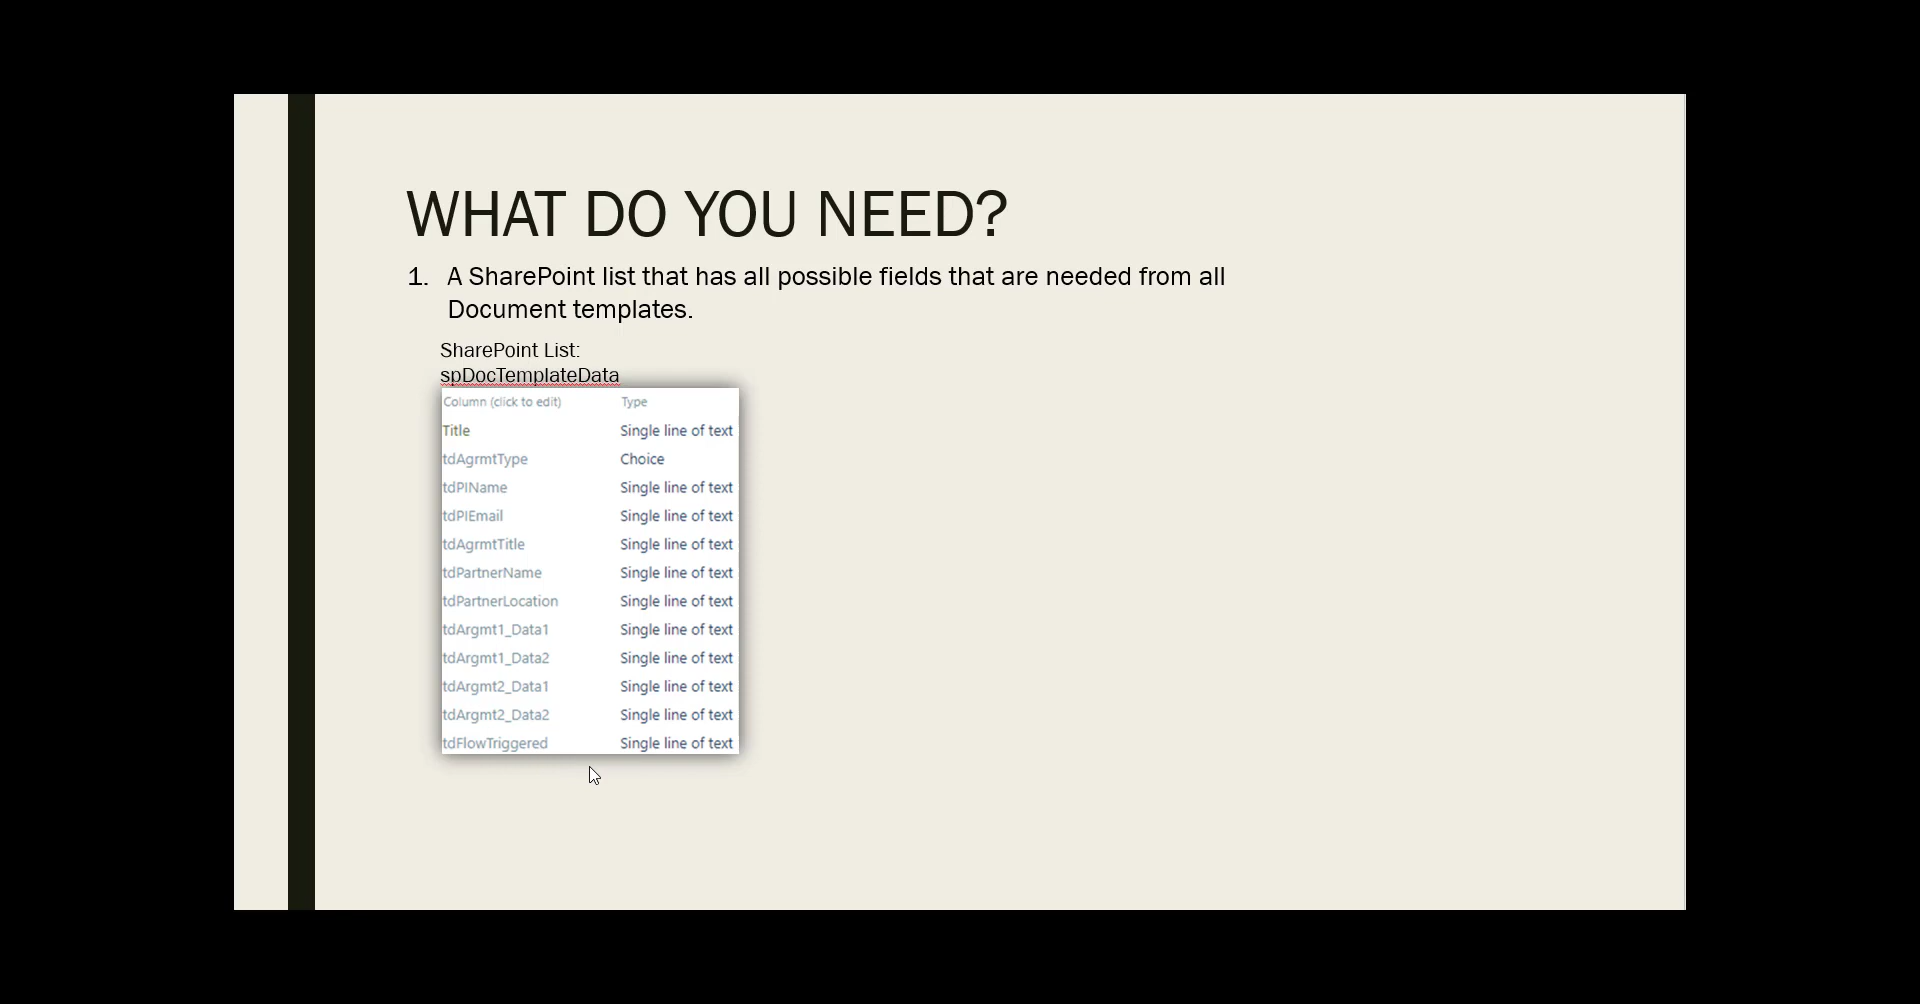 WHAT DO YOU NEED?
1. A SharePoint list that has all possible fields that are needed from all
Document templates.
SharePoint List:
spDocTemplateData
Column (click to edit) Type
Title Single line of text
tdAgrmtType Choice
tdPIName Single line of text
tdPIEmail Single line of text
tdAgrmtTitle Single line of text
tdPartnerName Single line of text
tdPartnerLocation Single line of text
tdArgmt1_Data1 Single line of text
tdArgmt1_Data2 Single line of text
tdArgmt2_Data1 Single line of text
tdArgmt2_Data2 Single line of text
tdFlowTriggered Single line of text